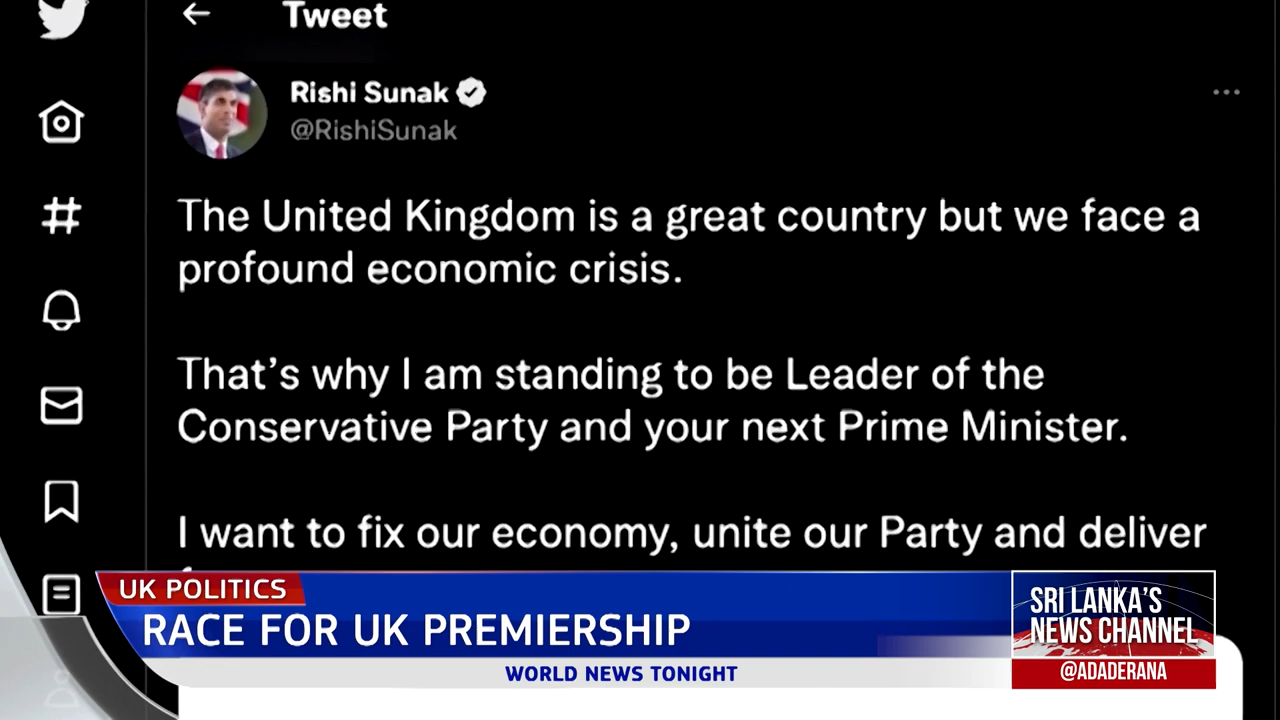 Tweet
Rishi Sunak
@RishiSunak
The United Kingdom is a great country but we face a
profound economic crisis.
That's why I am standing to be Leader of the
Conservative Party and your next Prime Minister.
I want to fix our economy, unite our Party and deliver
UK POLITICS
RACE FOR UK PREMIERSHIP
WORLD NEWS TONIGHT
SRI LANKA'S
NEWS CHANNEL
@ADADERANA